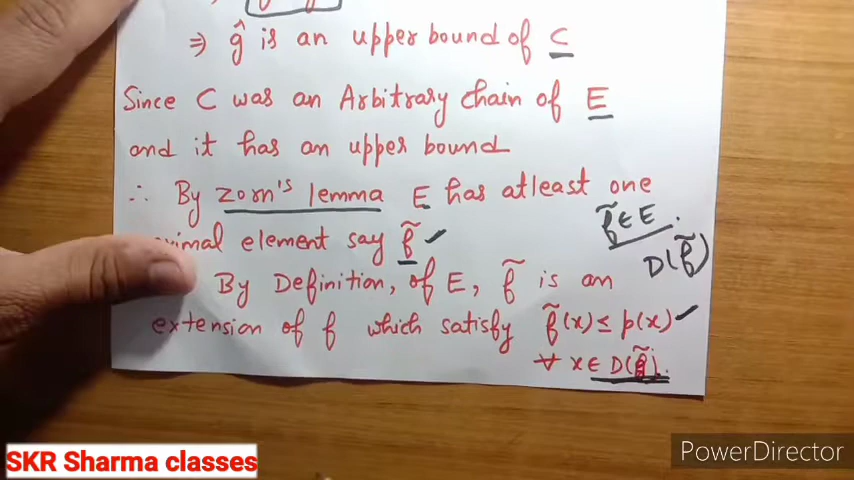 ⇒ ĝ is an upper bound of C
Since C was an Arbitrary chain of E
and it has an upper bound
∴ By zorn's lemma E has atleast one
ximal element say f̃ ✓
f̃ ∈ E.
D(f̃)
By Definition, of E, f̃ is an
extension of f which satisfy f̃(x) ≤ p(x) ✓
∀ x ∈ D(f̃).
SKR Sharma classes
PowerDirector